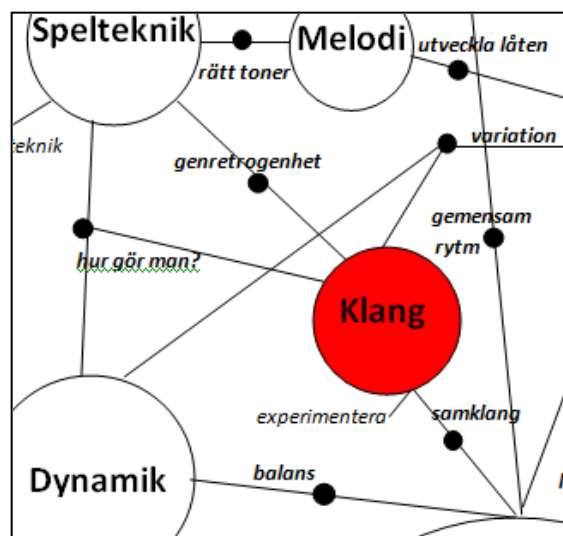 Spelteknik
Melodi
utveckla låten
rätt toner
variation
teknik
genretrogenhet
gemensam
rytm
hur gör man?
Klang
experimentera
samklang
balans
Dynamik